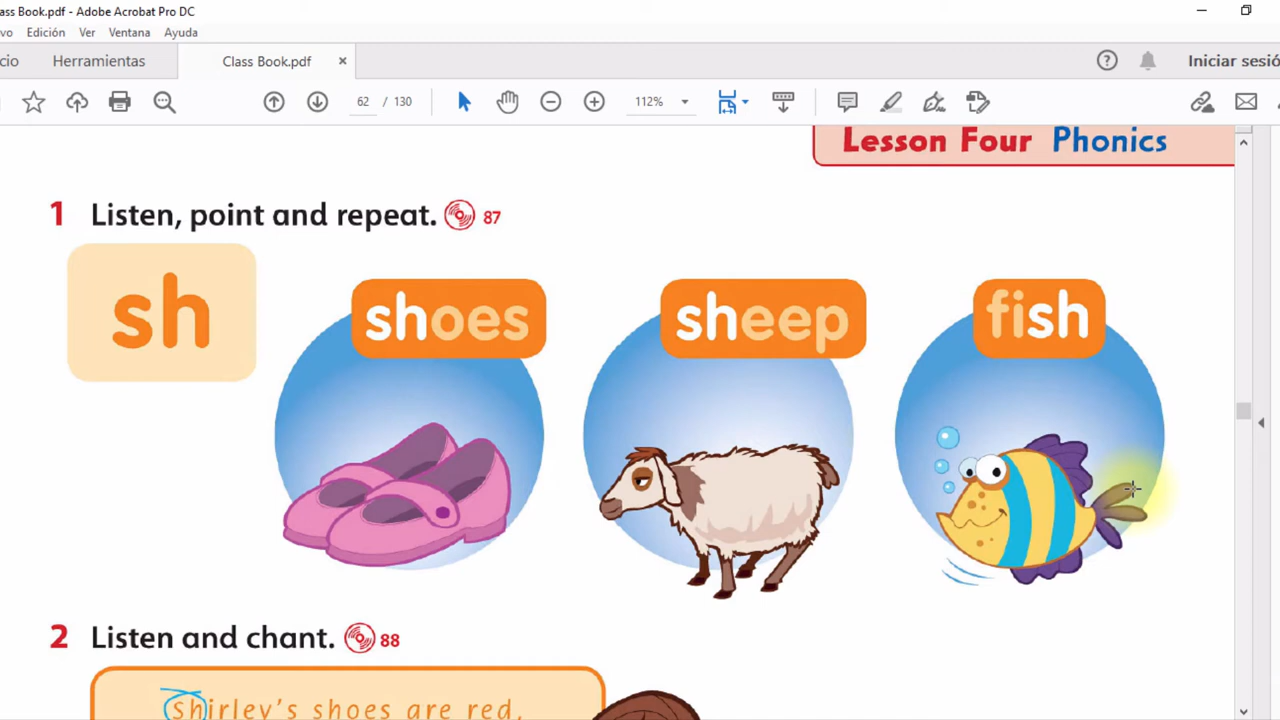 ass Book.pdf - Adobe Acrobat Pro DC
vo Edición Ver Ventana Ayuda
cio Herramientas Class Book.pdf × ? Iniciar sesió
62 / 130 112%
Lesson Four Phonics
1 Listen, point and repeat. 87
sh
shoes
sheep
fish
2 Listen and chant. 88
Shirley's shoes are red,